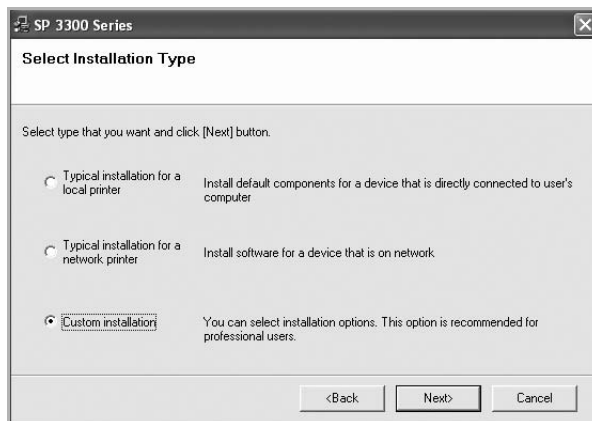 SP 3300 Series
Select Installation Type
Select type that you want and click [Next] button.
Typical installation for a
local printer
Install default components for a device that is directly connected to user's
computer
Typical installation for a
network printer
Install software for a device that is on network
Custom installation
You can select installation options. This option is recommended for
professional users.
<Back
Next>
Cancel